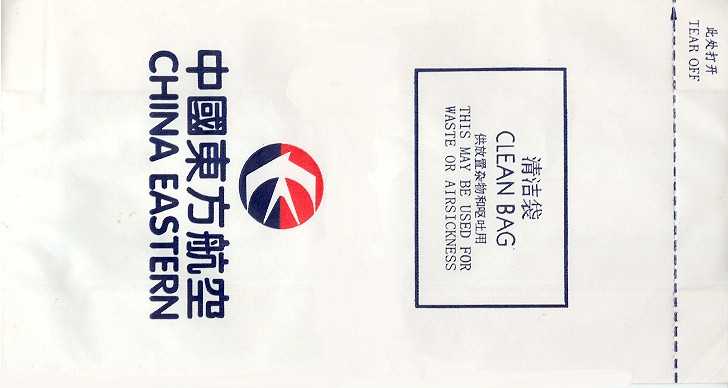 此处打开
TEAR OFF
清洁袋
CLEAN BAG
供放置杂物和呕吐用
THIS MAY BE USED FOR
WASTE OR AIRSICKNESS
中國東方航空
CHINA EASTERN